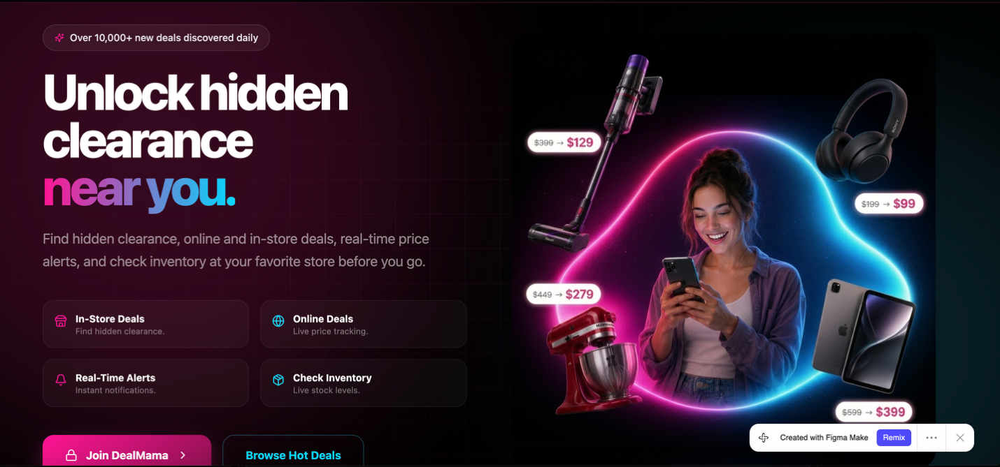 Over 10,000+ new deals discovered daily
Unlock hidden
clearance
near you.
Find hidden clearance, online and in-store deals, real-time price
alerts, and check inventory at your favorite store before you go.
In-Store Deals
Find hidden clearance.
Online Deals
Live price tracking.
Real-Time Alerts
Instant notifications.
Check Inventory
Live stock levels.
Join DealMama
Browse Hot Deals
$399 → $129
SONY
$199 → $99
$449 → $279
$599 → $399
Created with Figma Make
Remix